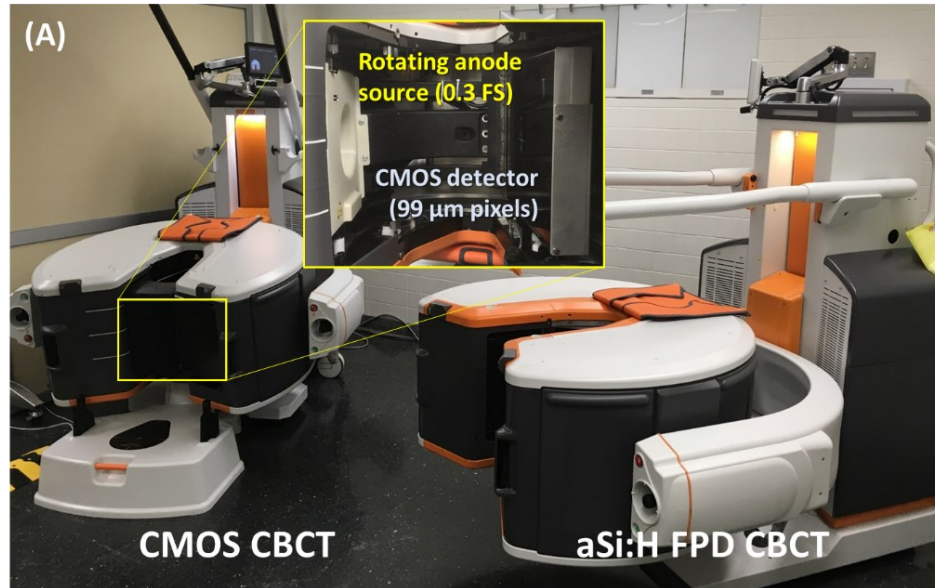 (A)
Rotating anode
source (0.3 FS)
CMOS detector
(99 µm pixels)
CMOS CBCT
aSi:H FPD CBCT